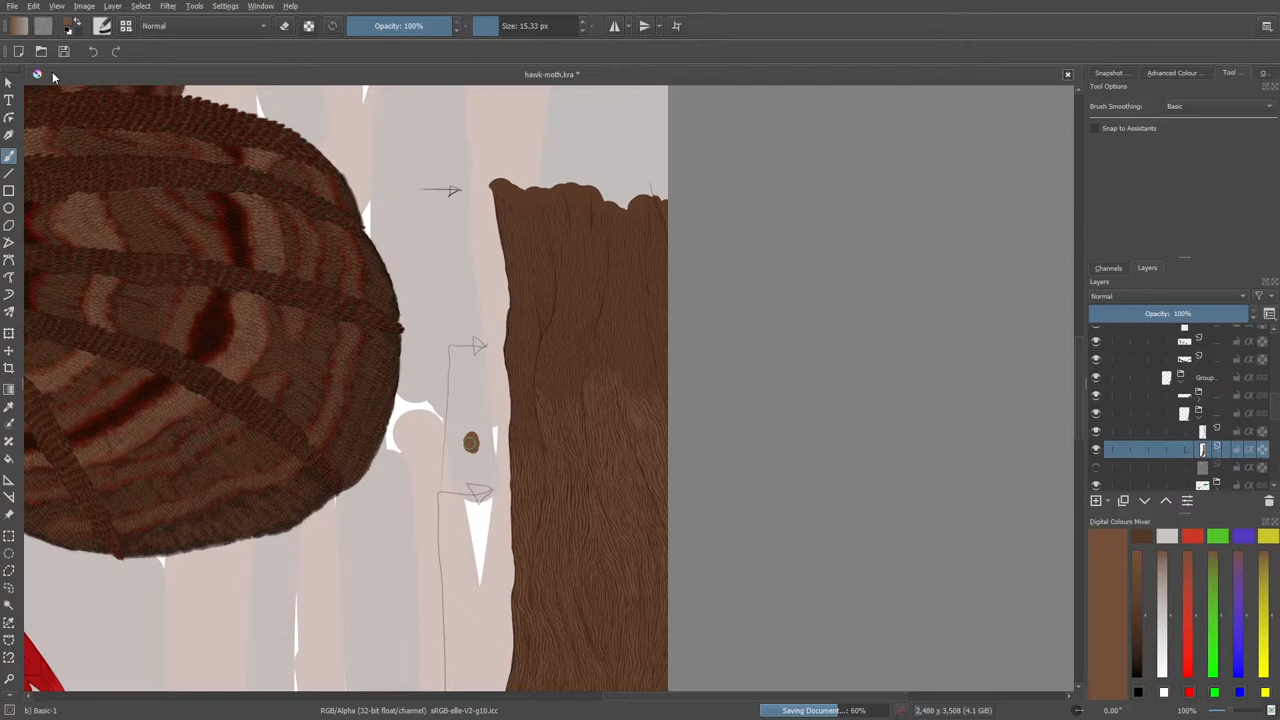 File Edit View Image Layer Select Filter Tools Settings Window Help
Normal Opacity: 100% Size: 15.33 px
hawk-moth.kra *
Snapshot ... Advanced Colour ... Tool ... O...
Tool Options
Brush Smoothing: Basic
Snap to Assistants
Channels Layers
Layers
Normal
Opacity: 100%
...
...
Group...
...
...
...
...
...
Digital Colours Mixer
b) Basic-1 RGB/Alpha (32-bit float/channel) sRGB-elle-V2-g10.icc Saving Document...: 60% 2,480 x 3,508 (4.1 GiB) 0.00° 100%